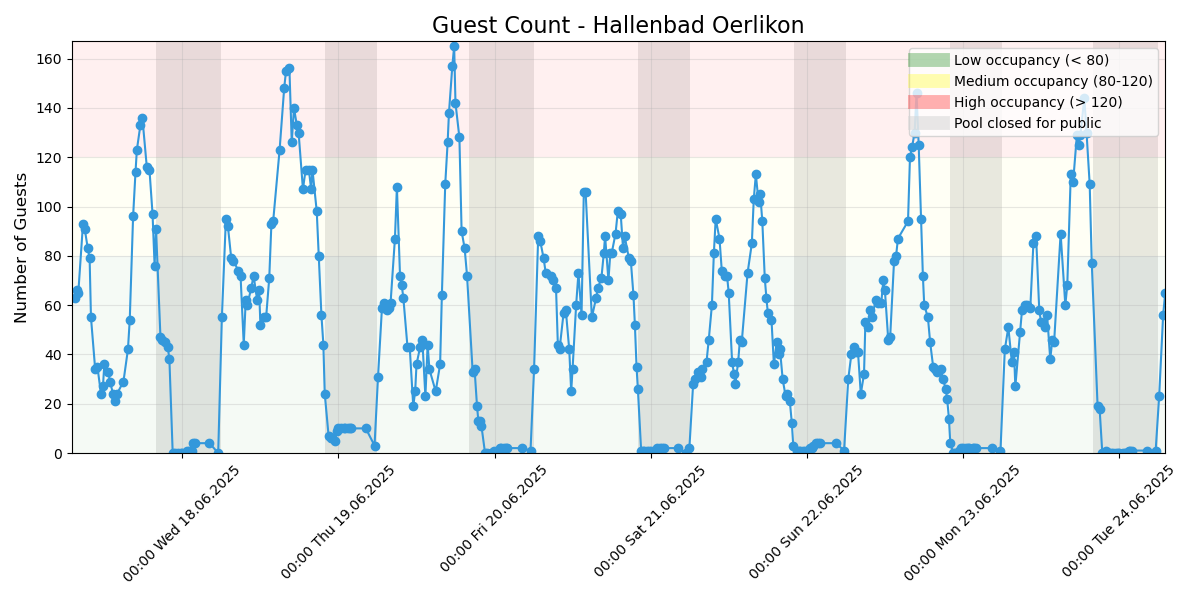 Guest Count - Hallenbad Oerlikon
Number of Guests
160
140
120
100
80
60
40
20
0
Low occupancy (< 80)
Medium occupancy (80-120)
High occupancy (> 120)
Pool closed for public
00:00 Wed 18.06.2025
00:00 Thu 19.06.2025
00:00 Fri 20.06.2025
00:00 Sat 21.06.2025
00:00 Sun 22.06.2025
00:00 Mon 23.06.2025
00:00 Tue 24.06.2025